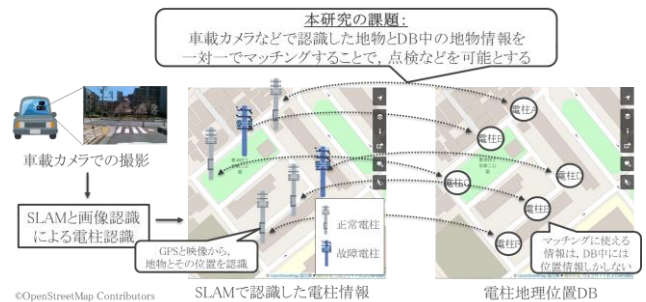 本研究の課題:
車載カメラなどで認識した地物とDB中の地物情報を
一対一でマッチングすることで, 点検などを可能とする
車載カメラでの撮影
SLAMと画像認識
による電柱認識
GPSと映像から、
地物とその位置を認識
正常電柱
故障電柱
SLAMで認識した電柱情報
電柱A
電柱B
電柱C
電柱D
電柱E
電柱F
マッチングに使える
情報は、DB中には
位置情報しかしない
電柱地理位置DB
©OpenStreetMap Contributors